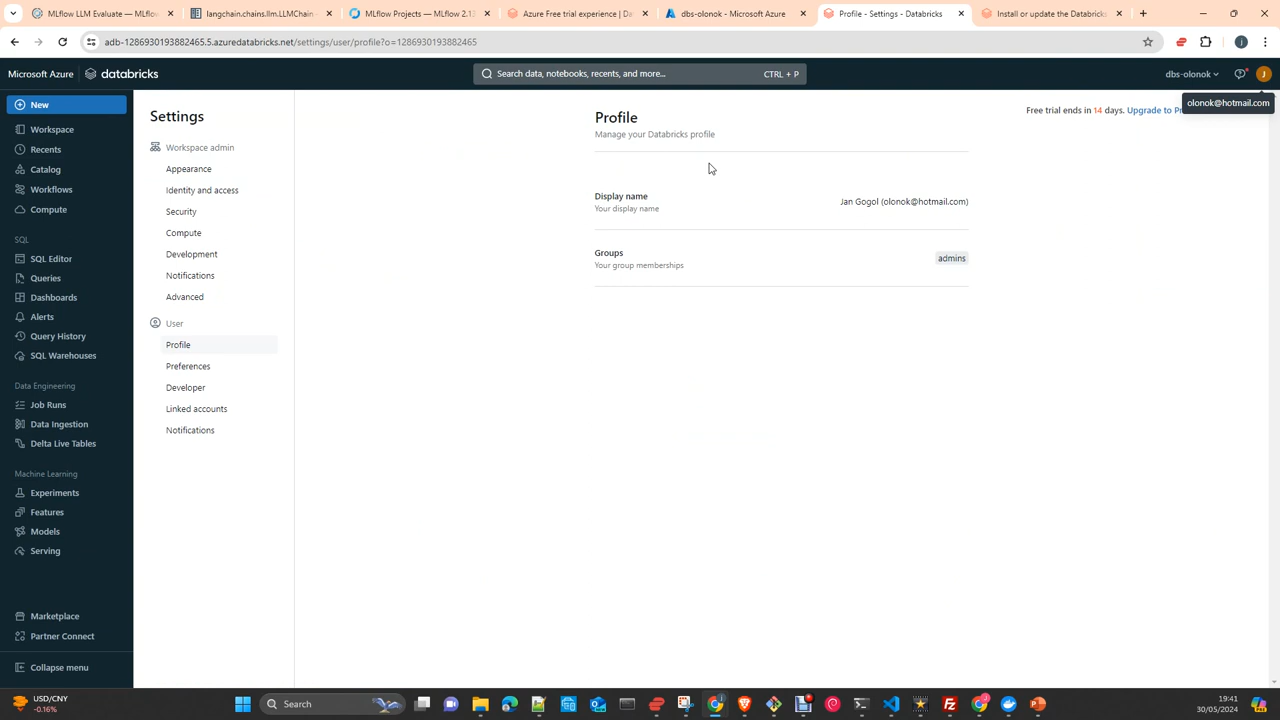 MLflow LLM Evaluate — MLflow
langchain.chains.llm.LLMChain
MLflow Projects — MLflow 2.13
Azure Free trial experience | Da
dbs-olonok - Microsoft Azure
Profile - Settings - Databricks
Install or update the Databricks
adb-1286930193882465.5.azuredatabricks.net/settings/user/profile?o=1286930193882465
Microsoft Azure
databricks
Search data, notebooks, recents, and more...
CTRL + P
dbs-olonok
J
olonok@hotmail.com
Free trial ends in 14 days. Upgrade to Pr
New
Workspace
Recents
Catalog
Workflows
Compute
SQL
SQL Editor
Queries
Dashboards
Alerts
Query History
SQL Warehouses
Data Engineering
Job Runs
Data Ingestion
Delta Live Tables
Machine Learning
Experiments
Features
Models
Serving
Marketplace
Partner Connect
Collapse menu
Settings
Workspace admin
Appearance
Identity and access
Security
Compute
Development
Notifications
Advanced
User
Profile
Preferences
Developer
Linked accounts
Notifications
Profile
Manage your Databricks profile
Display name
Your display name
Jan Gogol (olonok@hotmail.com)
Groups
Your group memberships
admins
USD/CNY
-0.16%
Search
19:41
30/05/2024